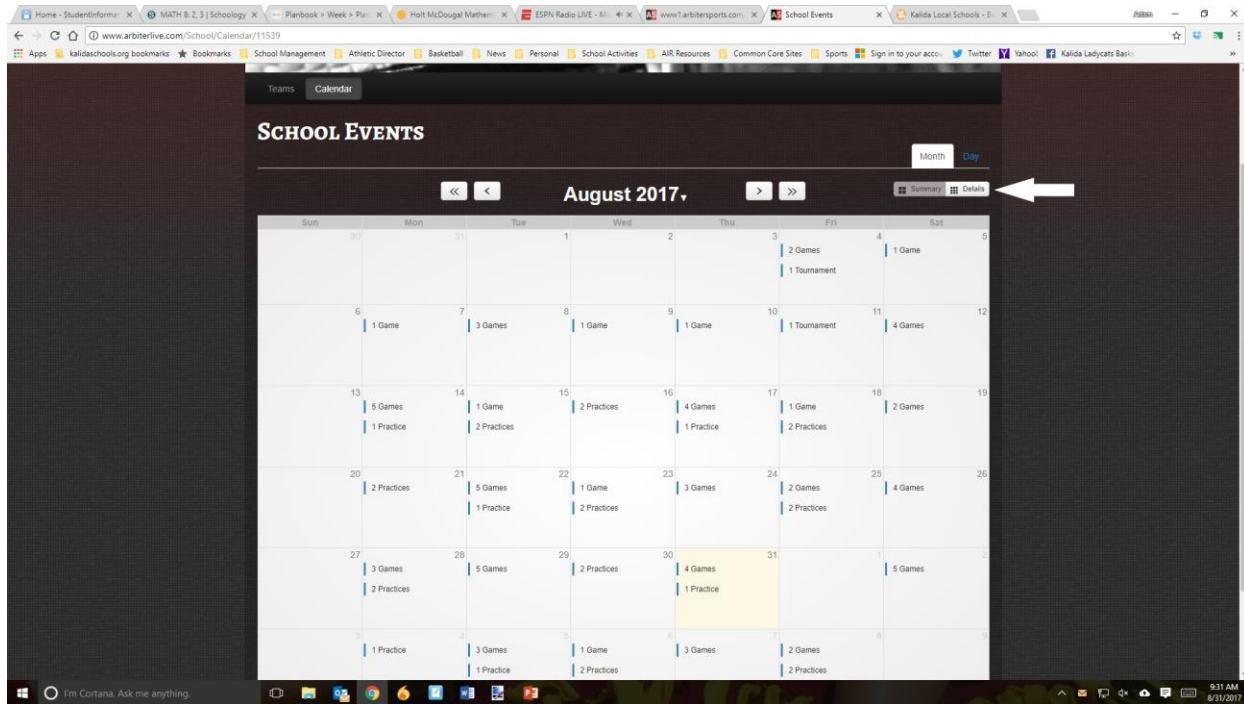 Home - StudentInformat MATH 8: 2, 3 | Schoology Planbook > Week > Plan Holt McDougal Mathem ESPN Radio LIVE - Mi www1.arbitersports.com School Events Kalida Local Schools - B
www.arbiterlive.com/School/Calendar/11539
Apps kalidaschools.org bookmarks Bookmarks School Management Athletic Director Basketball News Personal School Activities AIR Resources Common Core Sites Sports Sign in to your accou Twitter Yahoo! Kalida Ladycats Bask
Teams Calendar
SCHOOL EVENTS
Month Day
« < August 2017 > » Summary Details
Sun Mon Tue Wed Thu Fri Sat
30 31 1 2 3 4 5
2 Games 1 Game
1 Tournament
6 7 8 9 10 11 12
1 Game 3 Games 1 Game 1 Game 1 Tournament 4 Games
13 14 15 16 17 18 19
5 Games 1 Game 2 Practices 4 Games 1 Game 2 Games
1 Practice 2 Practices 1 Practice 2 Practices
20 21 22 23 24 25 26
2 Practices 5 Games 1 Game 3 Games 2 Games 4 Games
1 Practice 2 Practices 2 Practices
27 28 29 30 31 1 2
3 Games 5 Games 2 Practices 4 Games 5 Games
2 Practices 1 Practice
3 4 5 6 7 8 9
1 Practice 3 Games 1 Game 3 Games 2 Games
1 Practice 2 Practices 2 Practices
I'm Cortana. Ask me anything.
9:31 AM
8/31/2017